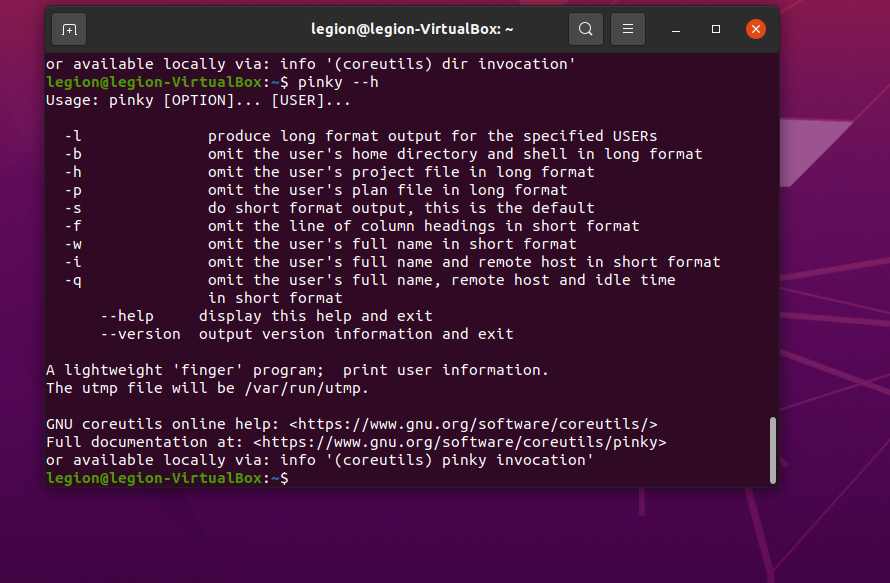 legion@legion-VirtualBox: ~
or available locally via: info '(coreutils) dir invocation'
legion@legion-VirtualBox:~$ pinky --h
Usage: pinky [OPTION]... [USER]...
-l              produce long format output for the specified USERs
-b              omit the user's home directory and shell in long format
-h              omit the user's project file in long format
-p              omit the user's plan file in long format
-s              do short format output, this is the default
-f              omit the line of column headings in short format
-w              omit the user's full name in short format
-i              omit the user's full name and remote host in short format
-q              omit the user's full name, remote host and idle time
in short format
--help     display this help and exit
--version  output version information and exit
A lightweight 'finger' program;  print user information.
The utmp file will be /var/run/utmp.
GNU coreutils online help: <https://www.gnu.org/software/coreutils/>
Full documentation at: <https://www.gnu.org/software/coreutils/pinky>
or available locally via: info '(coreutils) pinky invocation'
legion@legion-VirtualBox:~$